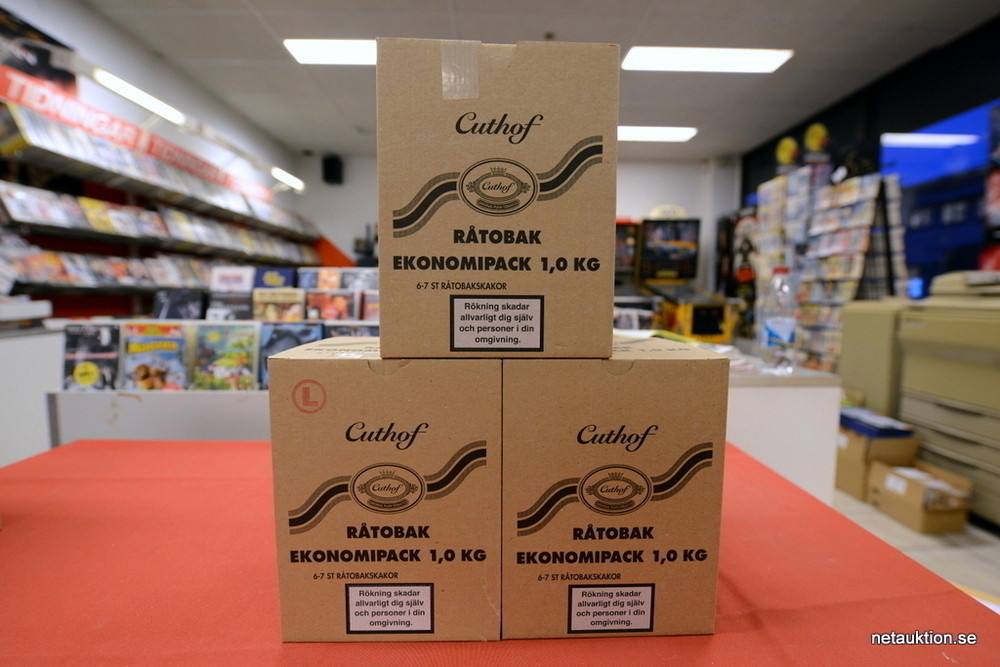 TIDNINGAR
Cuthof
Cuthof
RÅTOBAK
EKONOMIPACK 1,0 KG
6-7 ST RÅTOBAKSKAKOR
Rökning skadar
allvarligt dig själv
och personer i din
omgivning.
L
Cuthof
Cuthof
RÅTOBAK
EKONOMIPACK 1,0 KG
6-7 ST RÅTOBAKSKAKOR
Rökning skadar
allvarligt dig själv
och personer i din
omgivning.
Cuthof
Cuthof
RÅTOBAK
EKONOMIPACK 1,0 KG
6-7 ST RÅTOBAKSKAKOR
Rökning skadar
allvarligt dig själv
och personer i din
omgivning.
netauktion.se